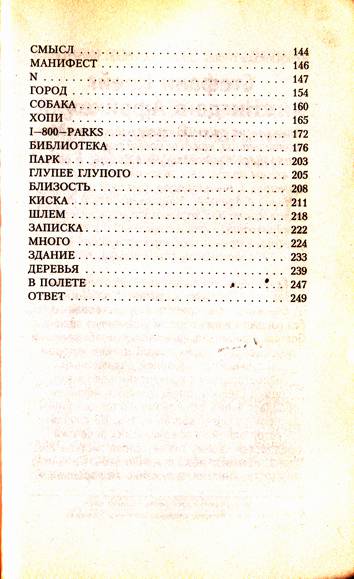 СМЫСЛ . . . . . . . . . . . . . . . . . . . . . . . . . . . . . 144
МАНИФЕСТ . . . . . . . . . . . . . . . . . . . . . . . . . 146
N . . . . . . . . . . . . . . . . . . . . . . . . . . . . . . . . . . 147
ГОРОД . . . . . . . . . . . . . . . . . . . . . . . . . . . . . 154
СОБАКА . . . . . . . . . . . . . . . . . . . . . . . . . . . . 160
ХОПИ . . . . . . . . . . . . . . . . . . . . . . . . . . . . . . 165
I—800—PARKS . . . . . . . . . . . . . . . . . . . . . . . . 172
БИБЛИОТЕКА . . . . . . . . . . . . . . . . . . . . . . . . 176
ПАРК . . . . . . . . . . . . . . . . . . . . . . . . . . . . . . 203
ГЛУПЕЕ ГЛУПОГО . . . . . . . . . . . . . . . . . . . . 205
БЛИЗОСТЬ . . . . . . . . . . . . . . . . . . . . . . . . . . 208
КИСКА . . . . . . . . . . . . . . . . . . . . . . . . . . . . . 211
ШЛЕМ . . . . . . . . . . . . . . . . . . . . . . . . . . . . . 218
ЗАПИСКА . . . . . . . . . . . . . . . . . . . . . . . . . . . 222
МНОГО . . . . . . . . . . . . . . . . . . . . . . . . . . . . 224
ЗДАНИЕ . . . . . . . . . . . . . . . . . . . . . . . . . . . . 233
ДЕРЕВЬЯ . . . . . . . . . . . . . . . . . . . . . . . . . . . 239
В ПОЛЕТЕ . . . . . . . . . . . . . . . . . . . . . . . . . . 247
ОТВЕТ . . . . . . . . . . . . . . . . . . . . . . . . . . . . . 249